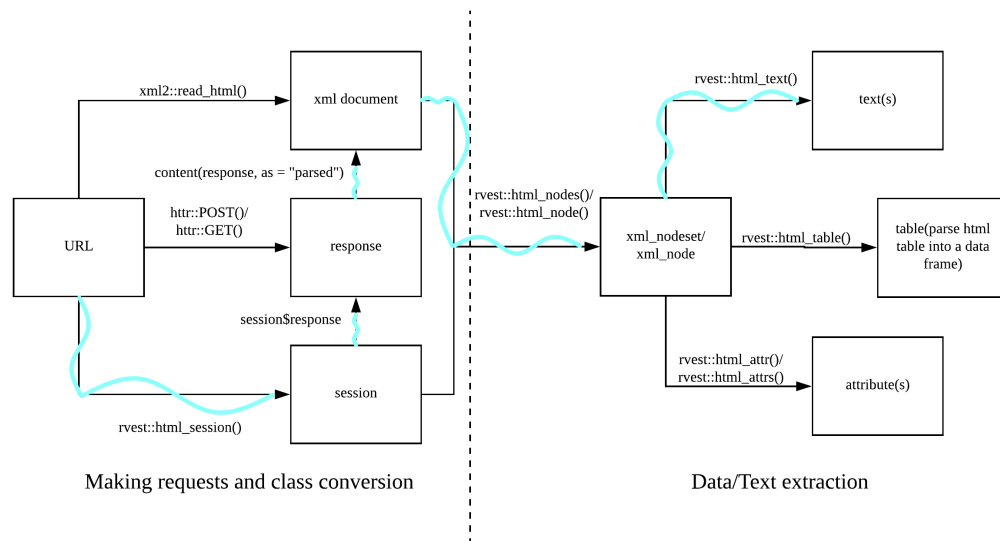 xml2::read_html()
xml document
content(response, as = "parsed")
URL
httr::POST()/
httr::GET()
response
session$response
session
rvest::html_session()
Making requests and class conversion
rvest::html_nodes()/
rvest::html_node()
rvest::html_text()
text(s)
xml_nodeset/
xml_node
rvest::html_table()
table(parse html
table into a data
frame)
rvest::html_attr()/
rvest::html_attrs()
attribute(s)
Data/Text extraction